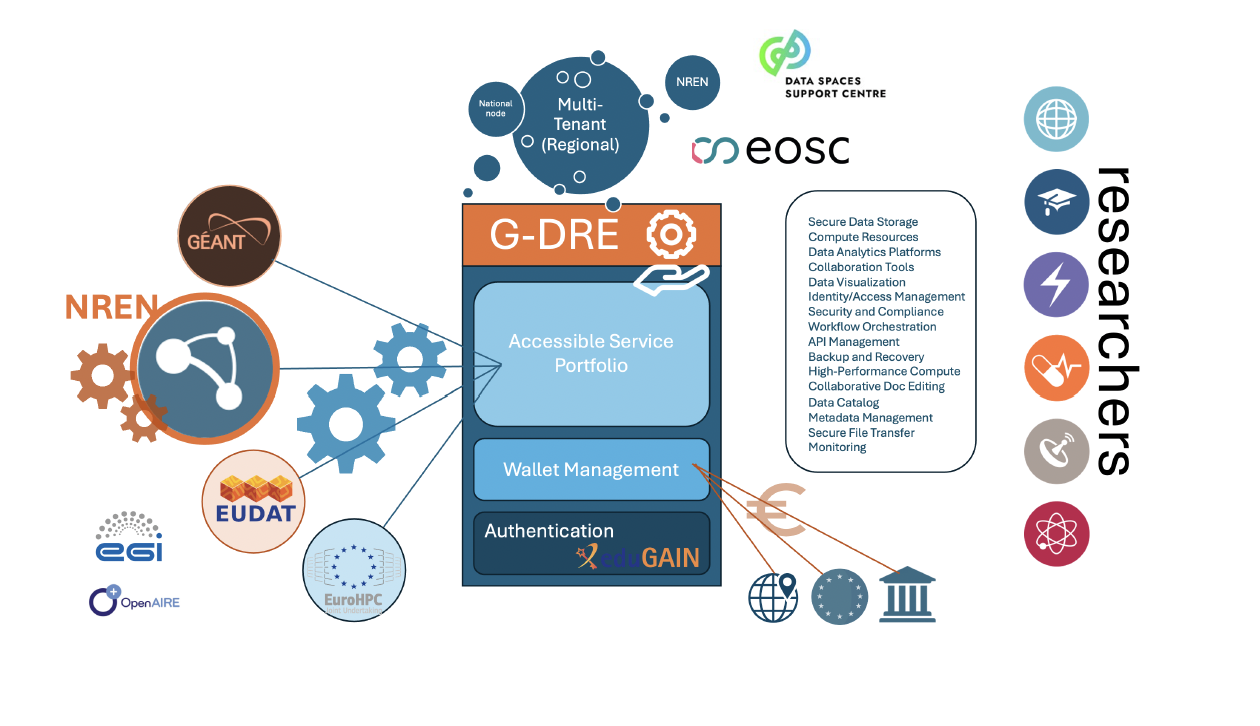 DATA SPACES
SUPPORT CENTRE
National
node
Multi-
Tenant
(Regional)
NREN
eosc
GÉANT
NREN
EUDAT
egi
OpenAIRE
EuroHPC
Joint Undertaking
G-DRE
Accessible Service
Portfolio
Wallet Management
Authentication
eduGAIN
Secure Data Storage
Compute Resources
Data Analytics Platforms
Collaboration Tools
Data Visualization
Identity/Access Management
Security and Compliance
Workflow Orchestration
API Management
Backup and Recovery
High-Performance Compute
Collaborative Doc Editing
Data Catalog
Metadata Management
Secure File Transfer
Monitoring
€
researchers